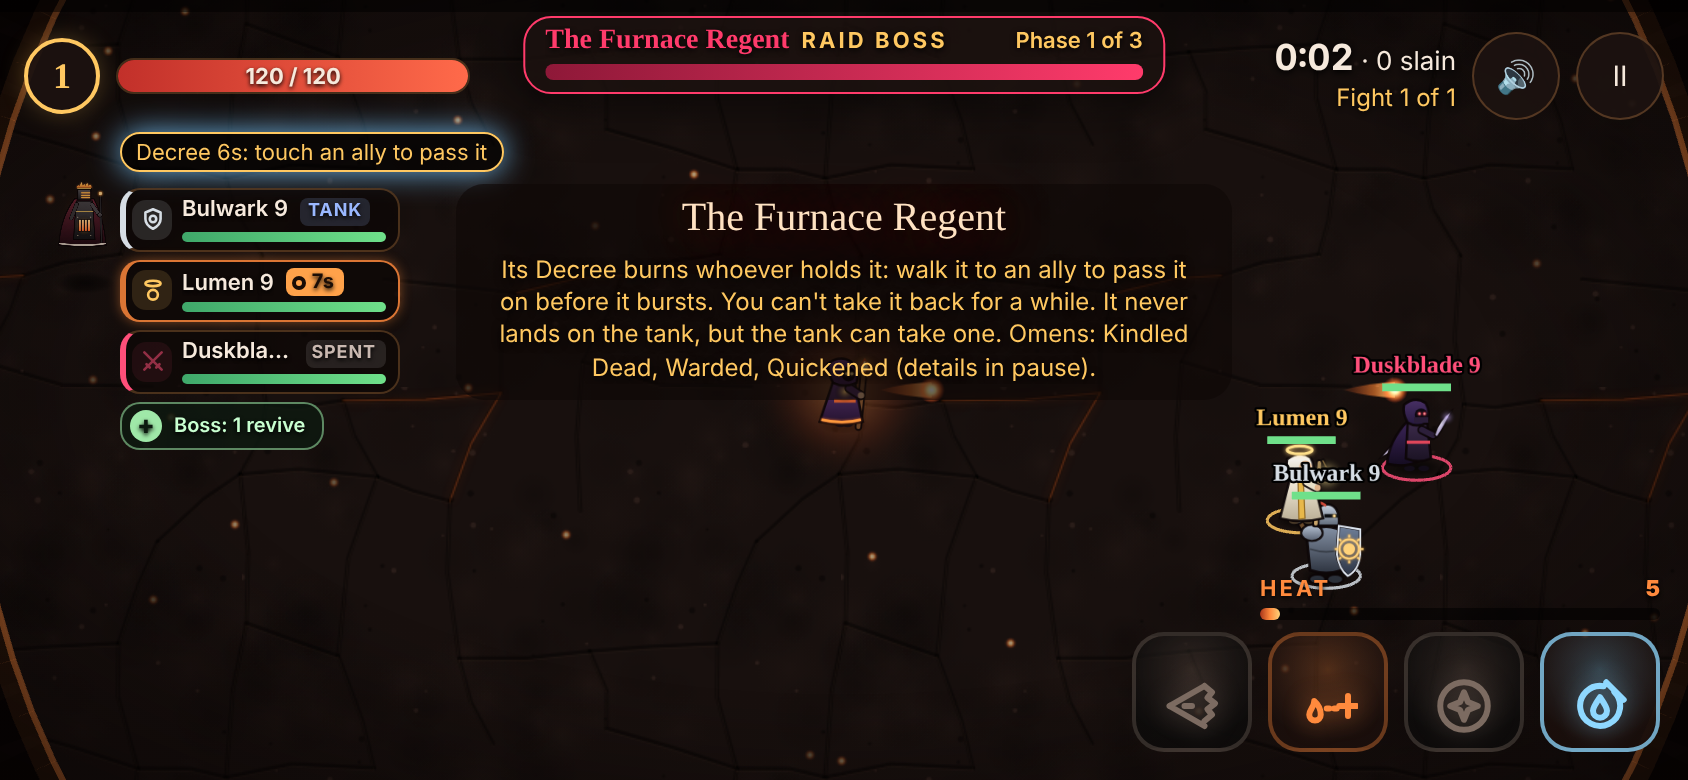 1
120 / 120
The Furnace Regent RAID BOSS
Phase 1 of 3
0:02 · 0 slain
Fight 1 of 1
Decree 6s: touch an ally to pass it
Bulwark 9 TANK
Lumen 9 7s
Duskbla... SPENT
Boss: 1 revive
The Furnace Regent
Its Decree burns whoever holds it: walk it to an ally to pass it
on before it bursts. You can't take it back for a while. It never
lands on the tank, but the tank can take one. Omens: Kindled
Dead, Warded, Quickened (details in pause).
Duskblade 9
Lumen 9
Bulwark 9
HEAT 5